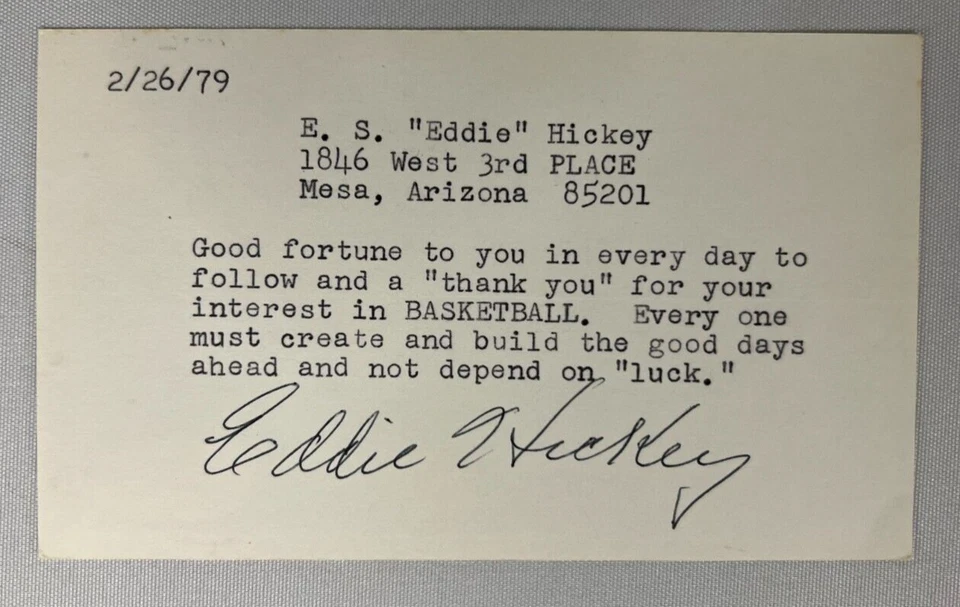 2/26/79
E. S. "Eddie" Hickey
1846 West 3rd PLACE
Mesa, Arizona 85201
Good fortune to you in every day to
follow and a "thank you" for your
interest in BASKETBALL. Every one
must create and build the good days
ahead and not depend on "luck."
Eddie Hickey